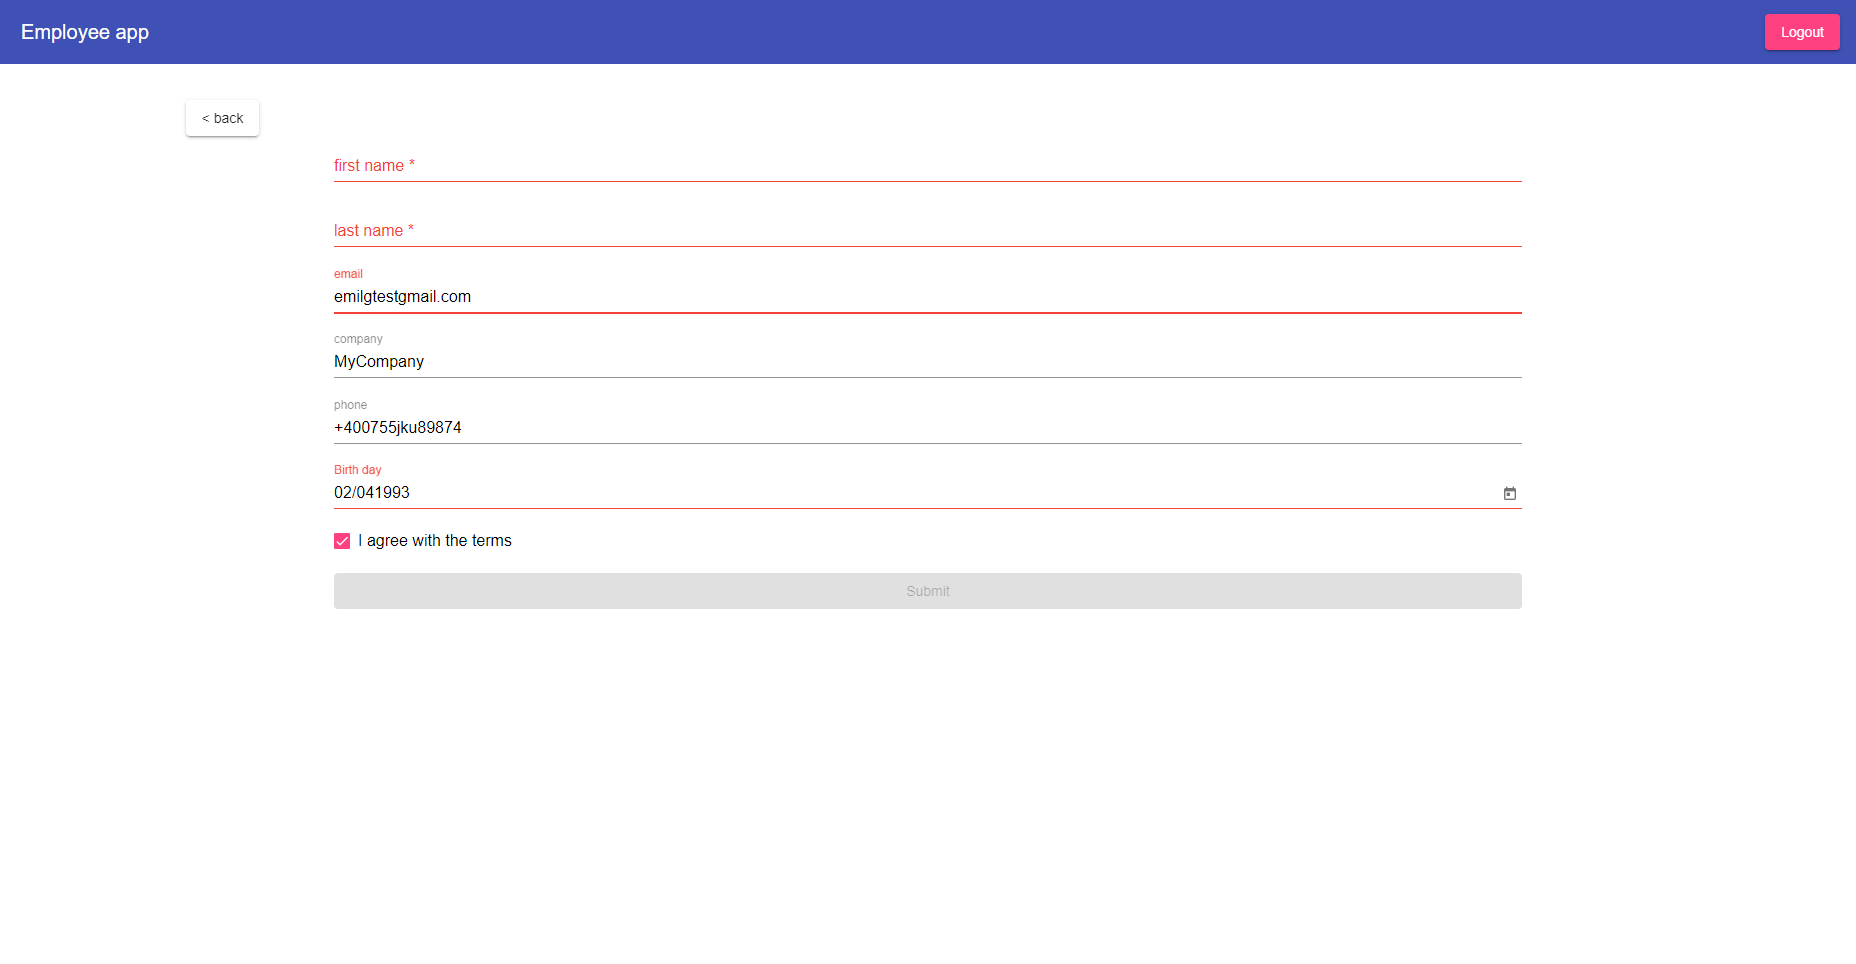 Employee app
Logout
< back
first name *
last name *
email
emilgtestgmail.com
company
MyCompany
phone
+400755jku89874
Birth day
02/041993
I agree with the terms
Submit